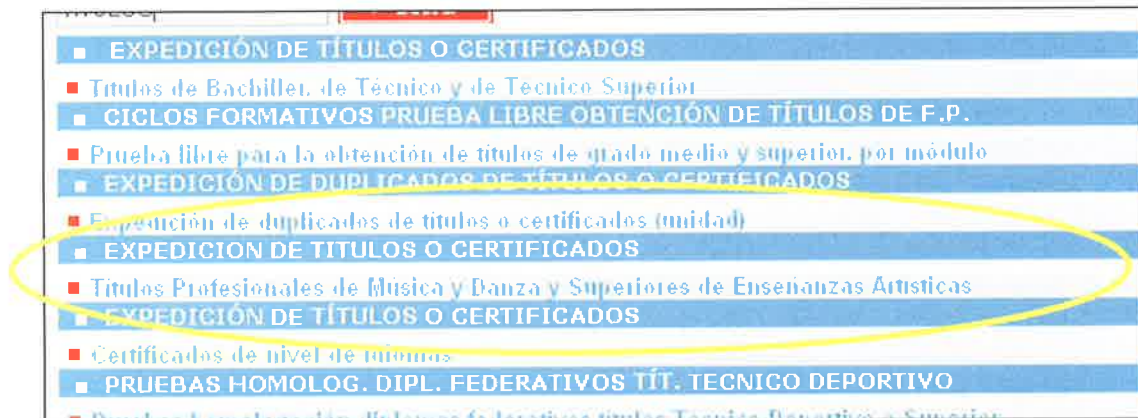 EXPEDICIÓN DE TÍTULOS O CERTIFICADOS
Títulos de Bachiller, de Técnico y de Tecnico Superior
CICLOS FORMATIVOS PRUEBA LIBRE OBTENCIÓN DE TÍTULOS DE F.P.
Prueba libre para la obtención de títulos de grado medio y superior, por módulo
EXPEDICIÓN DE DUPLICADOS DE TÍTULOS O CERTIFICADOS
Expedición de duplicados de títulos o certificados (unidad)
EXPEDICION DE TITULOS O CERTIFICADOS
Títulos Profesionales de Música y Danza y Superiores de Enseñanzas Artísticas
EXPEDICIÓN DE TÍTULOS O CERTIFICADOS
Certificados de nivel de idiomas
PRUEBAS HOMOLOG. DIPL. FEDERATIVOS TÍT. TECNICO DEPORTIVO